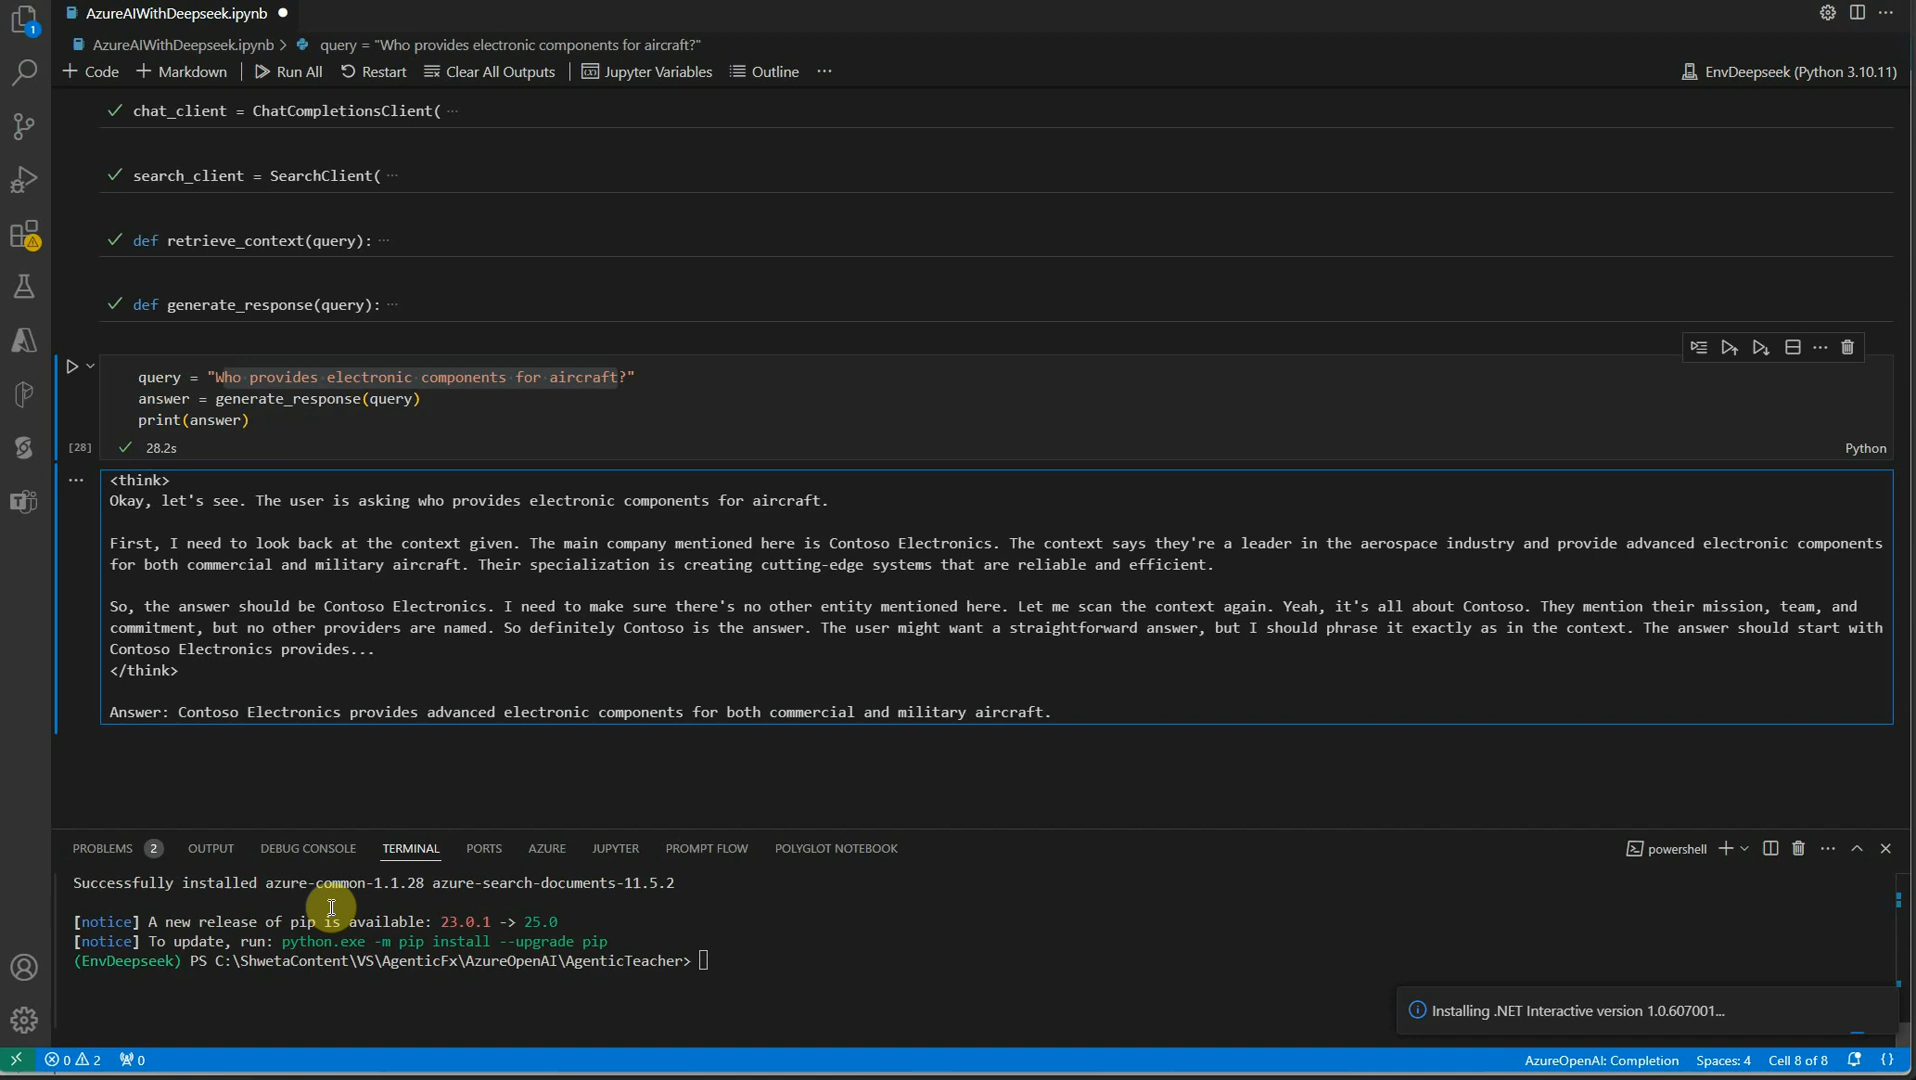 1
AzureAIWithDeepseek.ipynb
AzureAIWithDeepseek.ipynb > query = "Who provides electronic components for aircraft?"
+ Code + Markdown Run All Restart Clear All Outputs Jupyter Variables Outline ...
EnvDeepseek (Python 3.10.11)
chat_client = ChatCompletionsClient( ...
search_client = SearchClient( ...
def retrieve_context(query): ...
def generate_response(query): ...
query = "Who provides electronic components for aircraft?"
answer = generate_response(query)
print(answer)
[28] 28.2s
Python
<think>
Okay, let's see. The user is asking who provides electronic components for aircraft.
First, I need to look back at the context given. The main company mentioned here is Contoso Electronics. The context says they're a leader in the aerospace industry and provide advanced electronic components
for both commercial and military aircraft. Their specialization is creating cutting-edge systems that are reliable and efficient.
So, the answer should be Contoso Electronics. I need to make sure there's no other entity mentioned here. Let me scan the context again. Yeah, it's all about Contoso. They mention their mission, team, and
commitment, but no other providers are named. So definitely Contoso is the answer. The user might want a straightforward answer, but I should phrase it exactly as in the context. The answer should start with
Contoso Electronics provides...
</think>
Answer: Contoso Electronics provides advanced electronic components for both commercial and military aircraft.
PROBLEMS 2 OUTPUT DEBUG CONSOLE TERMINAL PORTS AZURE JUPYTER PROMPT FLOW POLYGLOT NOTEBOOK
powershell
Successfully installed azure-common-1.1.28 azure-search-documents-11.5.2
[notice] A new release of pip is available: 23.0.1 -> 25.0
[notice] To update, run: python.exe -m pip install --upgrade pip
(EnvDeepseek) PS C:\ShwetaContent\VS\AgenticFx\AzureOpenAI\AgenticTeacher>
Installing .NET Interactive version 1.0.607001...
0 2 0
AzureOpenAI: Completion Spaces: 4 Cell 8 of 8